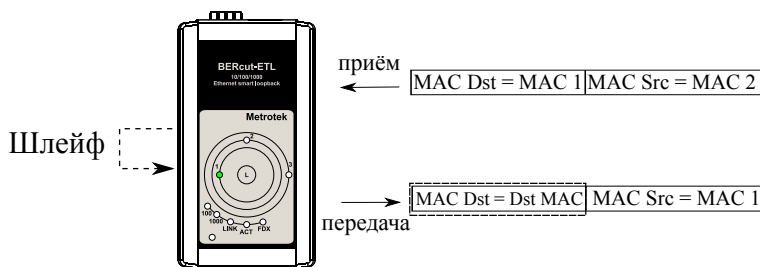 BERcut-ETL
10/100/1000
Ethernet smart loopback
Metrotek
1
2
3
L
100
1000
LINK
ACT
FDX
Шлейф
приём
MAC Dst = MAC 1 MAC Src = MAC 2
MAC Dst = Dst MAC MAC Src = MAC 1
передача